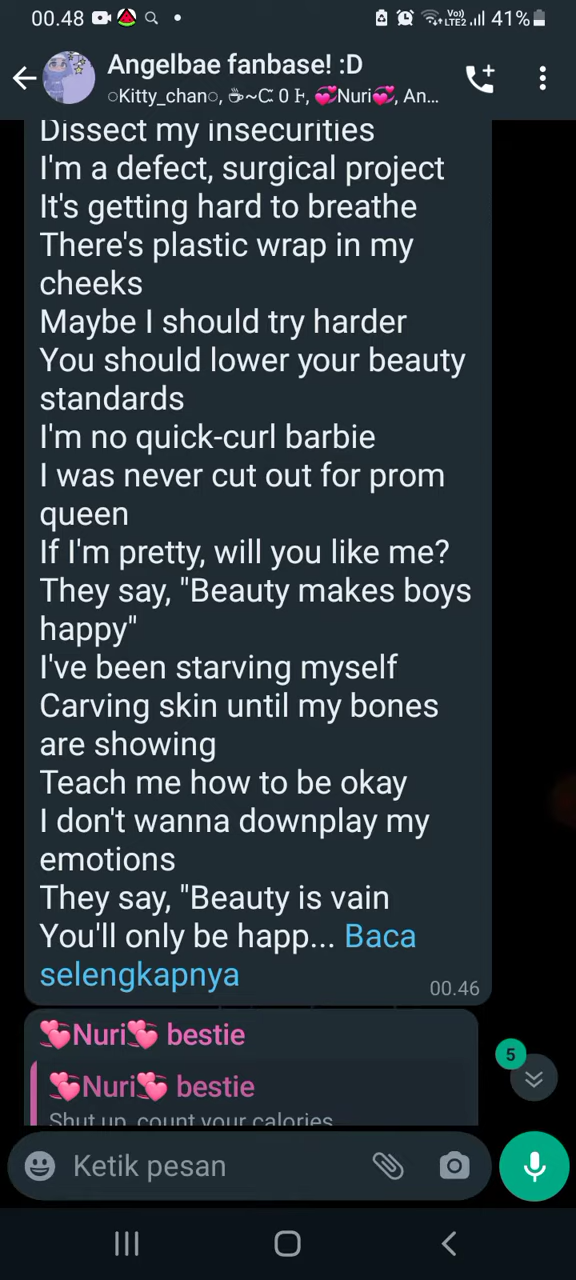 00.48
41%
Angelbae fanbase! :D
Kitty_chan, Nuri, An...
Dissect my insecurities
I'm a defect, surgical project
It's getting hard to breathe
There's plastic wrap in my
cheeks
Maybe I should try harder
You should lower your beauty
standards
I'm no quick-curl barbie
I was never cut out for prom
queen
If I'm pretty, will you like me?
They say, "Beauty makes boys
happy"
I've been starving myself
Carving skin until my bones
are showing
Teach me how to be okay
I don't wanna downplay my
emotions
They say, "Beauty is vain
You'll only be happ... Baca
selengkapnya
00.46
💞Nuri💞 bestie
💞Nuri💞 bestie
Shut up, count your calories
5
Ketik pesan